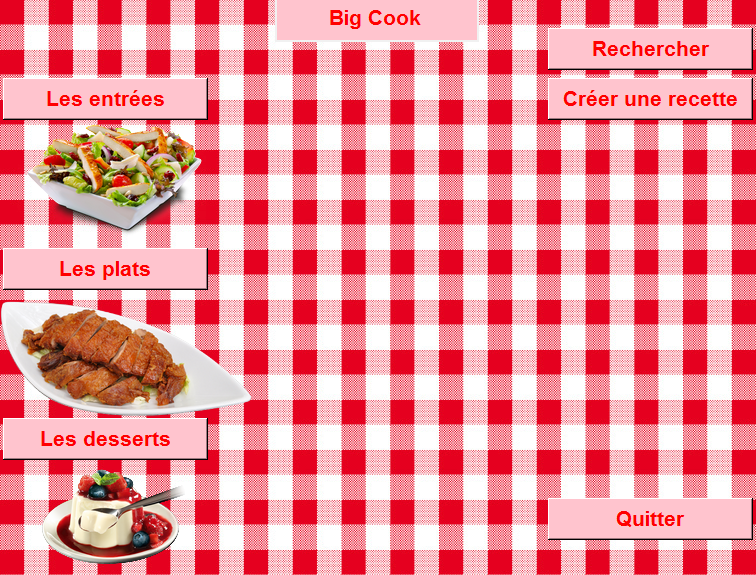 Big Cook
Rechercher
Les entrées
Créer une recette
Les plats
Les desserts
Quitter